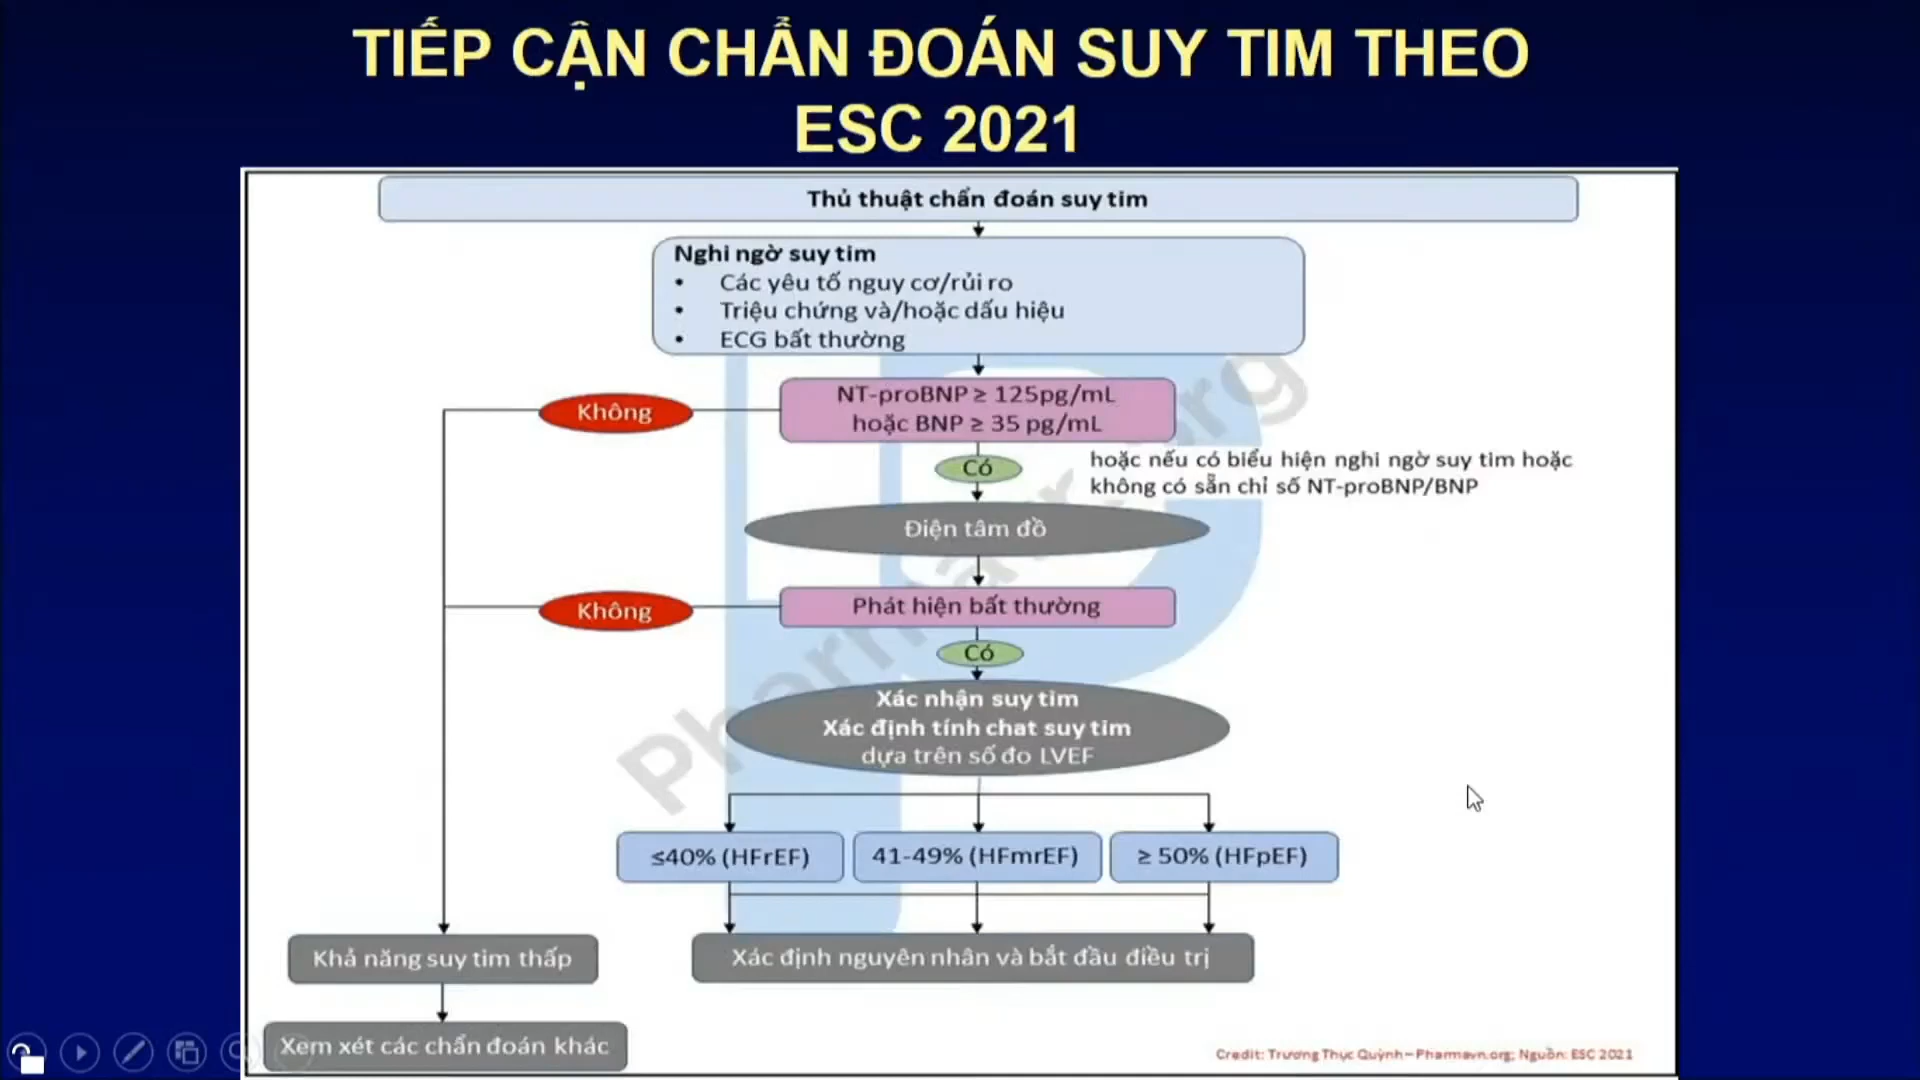 TIẾP CẬN CHẨN ĐOÁN SUY TIM THEO
ESC 2021
Thủ thuật chẩn đoán suy tim
Nghi ngờ suy tim
• Các yêu tố nguy cơ/rủi ro
• Triệu chứng và/hoặc dấu hiệu
• ECG bất thường
NT-proBNP ≥ 125pg/mL
hoặc BNP ≥ 35 pg/mL
Không
Có
hoặc nếu có biểu hiện nghi ngờ suy tim hoặc
không có sẵn chỉ số NT-proBNP/BNP
Điện tâm đồ
Không
Phát hiện bất thường
Có
Xác nhận suy tim
Xác định tính chat suy tim
dựa trên số đo LVEF
≤40% (HFrEF)
41-49% (HFmrEF)
≥ 50% (HFpEF)
Khả năng suy tim thấp
Xác định nguyên nhân và bắt đầu điều trị
Xem xét các chẩn đoán khác
Credit: Trương Thục Quỳnh – Pharmavn.org; Nguồn: ESC 2021